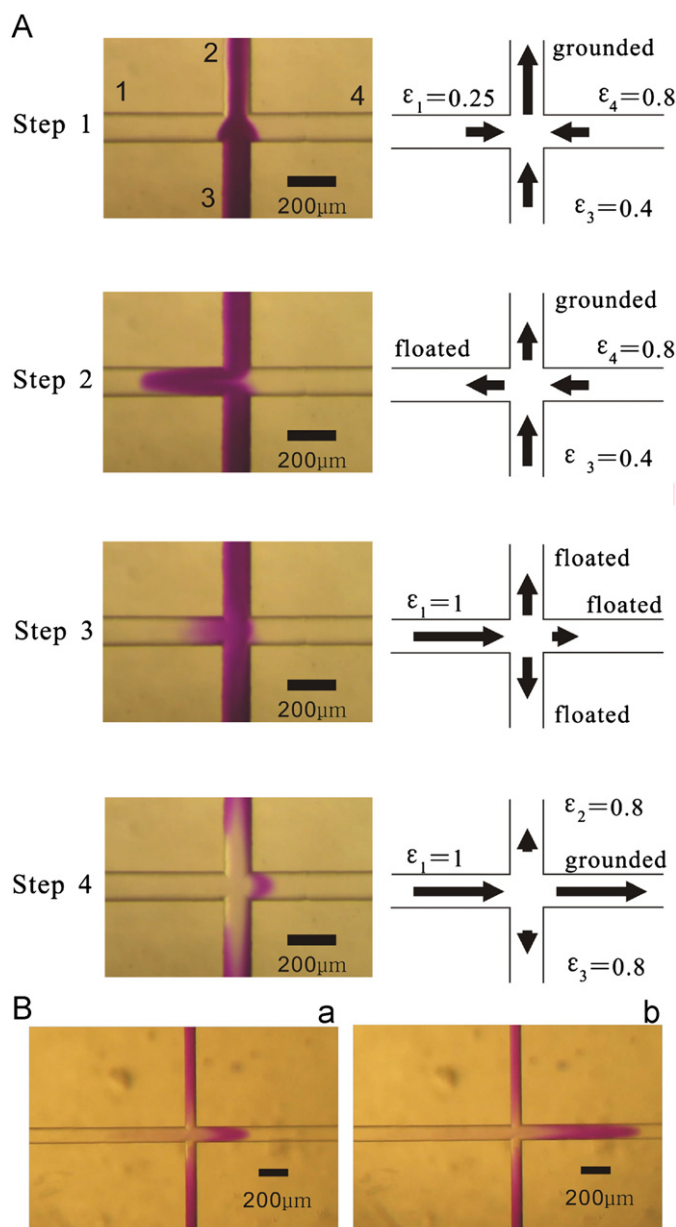 A
Step 1
1
2
3
4
200µm
grounded
ε₁=0.25
ε₄=0.8
ε₃=0.4
Step 2
200µm
grounded
floated
ε₄=0.8
ε₃=0.4
Step 3
200µm
floated
ε₁=1
floated
floated
Step 4
200µm
ε₂=0.8
ε₁=1
grounded
ε₃=0.8
B
a
b
200µm
200µm